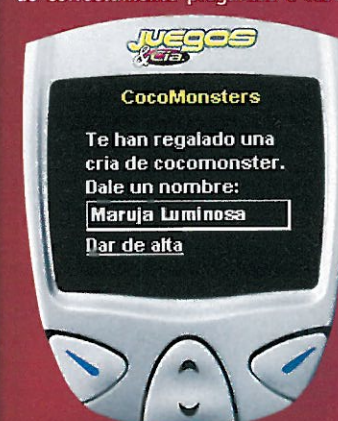 JUEGOS
&Cía.
CocoMonsters
Te han regalado una
cria de cocomonster.
Dale un nombre:
Maruja Luminosa
Dar de alta